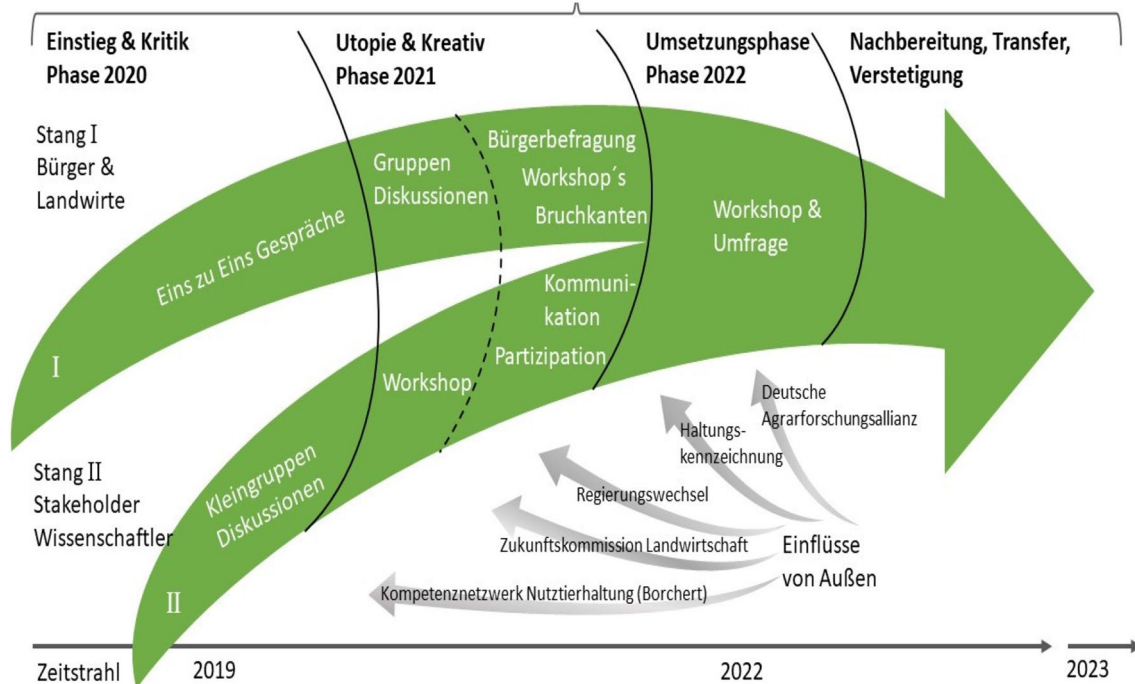 Einstieg & Kritik
Phase 2020
Utopie & Kreativ
Phase 2021
Umsetzungsphase
Phase 2022
Nachbereitung, Transfer,
Verstetigung
Stang I
Bürger &
Landwirte
Eins zu Eins Gespräche
Gruppen
Diskussionen
Bürgerbefragung
Workshop´s
Bruchkanten
Workshop &
Umfrage
I
Kommuni-
kation
Partizipation
Workshop
Kleingruppen
Diskussionen
Stang II
Stakeholder
Wissenschaftler
II
Deutsche
Agrarforschungsallianz
Haltungs-
kennzeichnung
Regierungswechsel
Zukunftskommission Landwirtschaft
Kompetenznetzwerk Nutztierhaltung (Borchert)
Einflüsse
von Außen
Zeitstrahl
2019
2022
2023